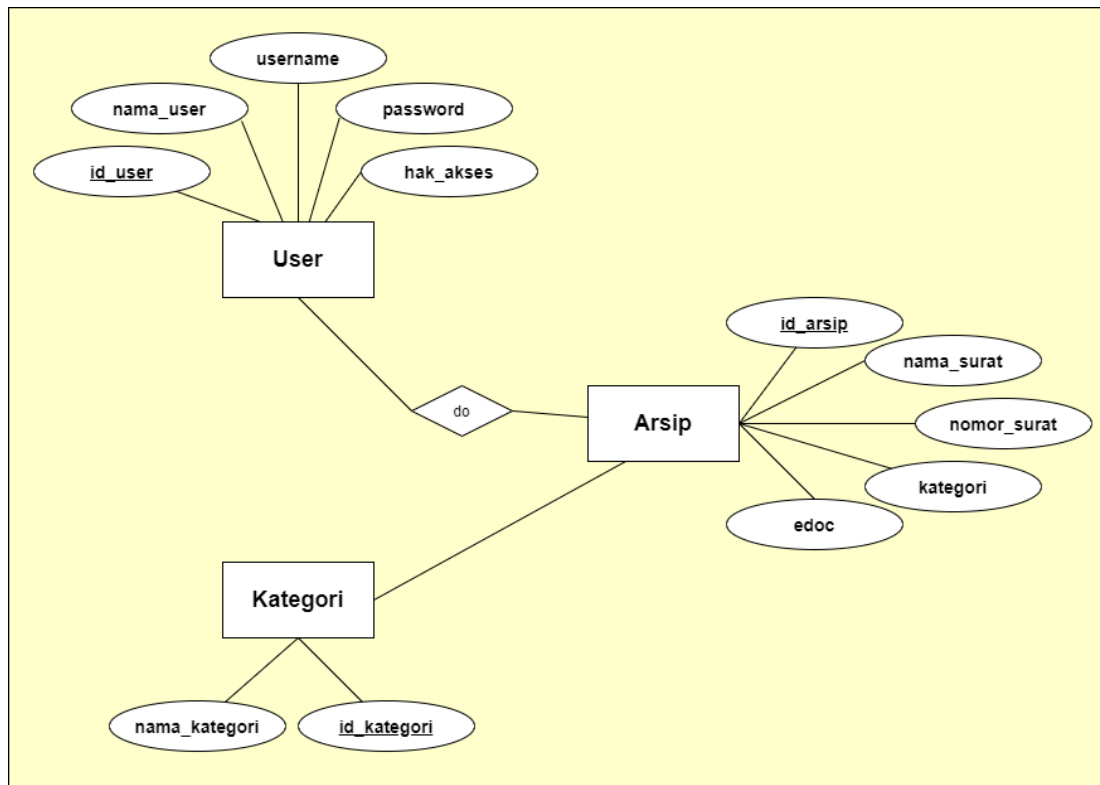 username
nama_user
password
id_user
hak_akses
User
id_arsip
nama_surat
do
Arsip
nomor_surat
kategori
edoc
Kategori
nama_kategori
id_kategori